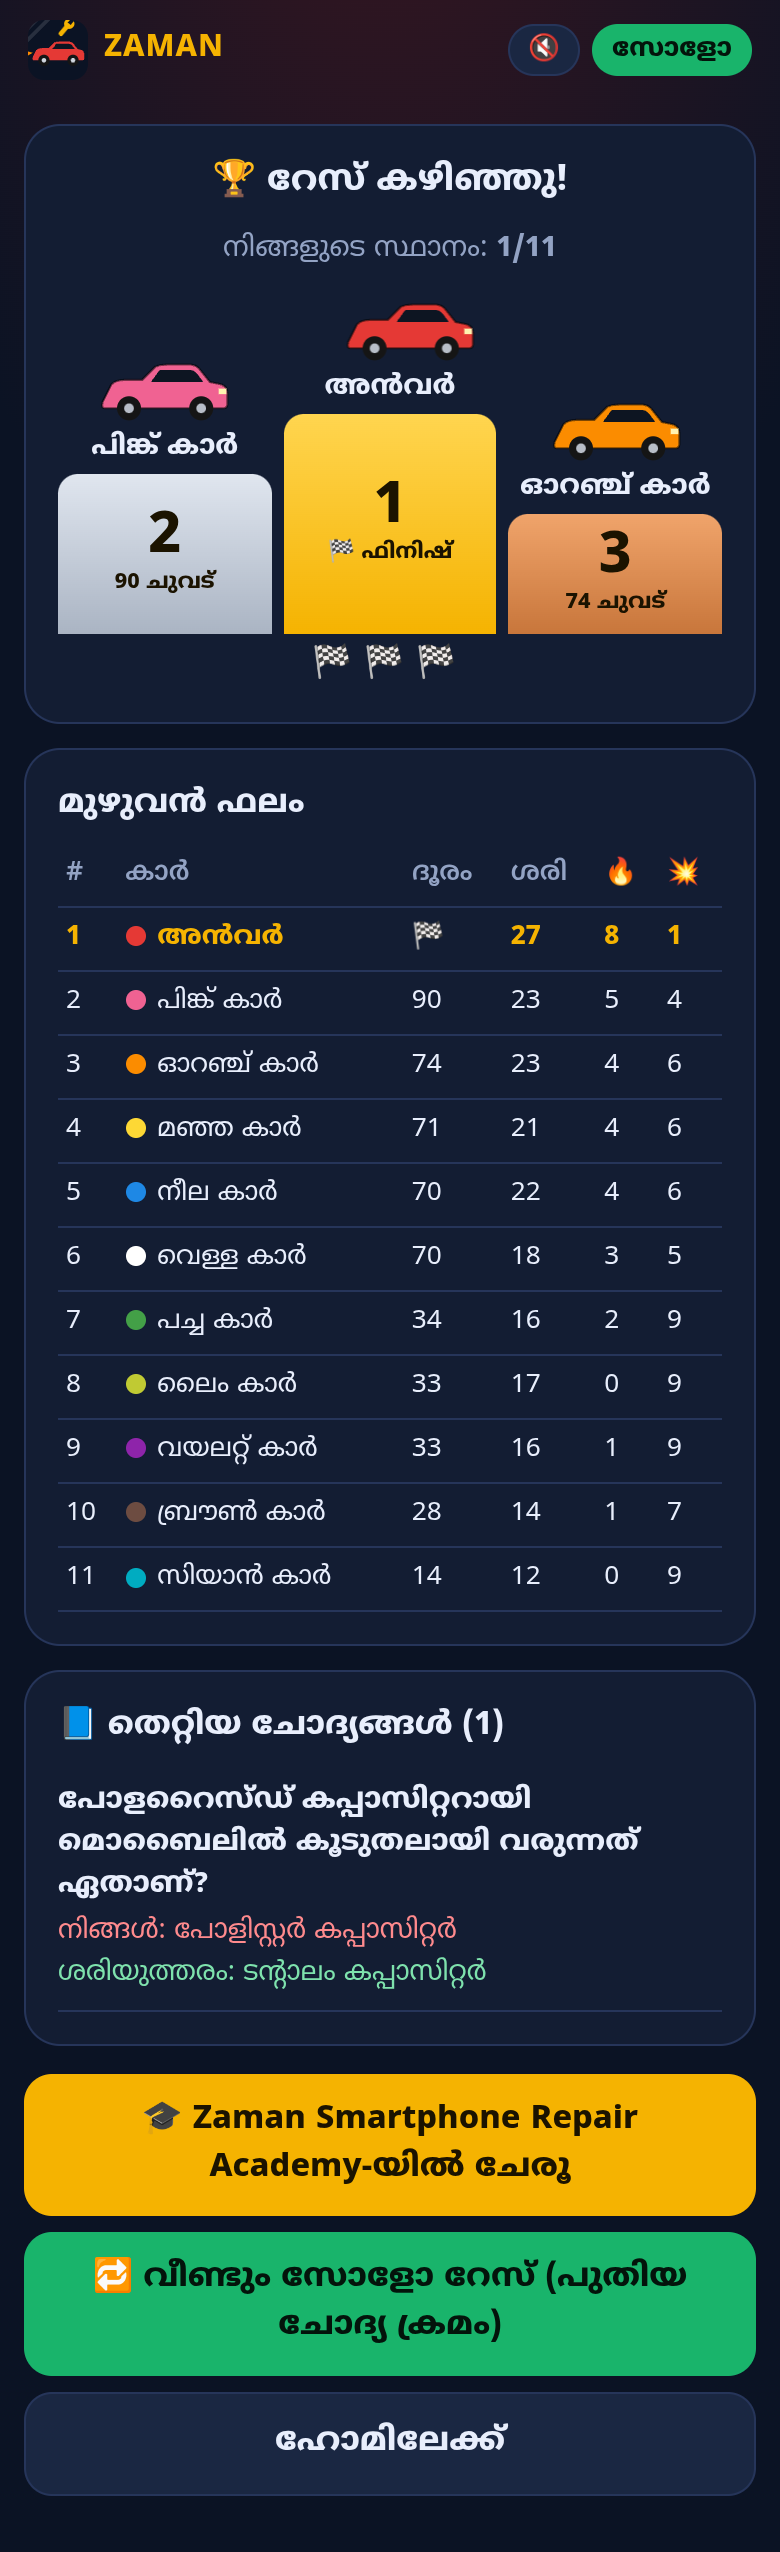 ZAMAN
സോളോ
🏆 റേസ് കഴിഞ്ഞു!
നിങ്ങളുടെ സ്ഥാനം: 1/11
അൻവർ
പിങ്ക് കാർ
ഓറഞ്ച് കാർ
1
🏁 ഫിനിഷ്
2
90 ചുവട്
3
74 ചുവട്
🏁 🏁 🏁
മുഴുവൻ ഫലം
# കാർ ദൂരം ശരി 🔥 💥
1 അൻവർ 🏁 27 8 1
2 പിങ്ക് കാർ 90 23 5 4
3 ഓറഞ്ച് കാർ 74 23 4 6
4 മഞ്ഞ കാർ 71 21 4 6
5 നീല കാർ 70 22 4 6
6 വെള്ള കാർ 70 18 3 5
7 പച്ച കാർ 34 16 2 9
8 ലൈം കാർ 33 17 0 9
9 വയലറ്റ് കാർ 33 16 1 9
10 ബ്രൗൺ കാർ 28 14 1 7
11 സിയാൻ കാർ 14 12 0 9
📘 തെറ്റിയ ചോദ്യങ്ങൾ (1)
പോളറൈസ്ഡ് കപ്പാസിറ്ററായി
മൊബൈലിൽ കൂടുതലായി വരുന്നത്
ഏതാണ്?
നിങ്ങൾ: പോളിസ്റ്റർ കപ്പാസിറ്റർ
ശരിയുത്തരം: ടന്റാലം കപ്പാസിറ്റർ
🎓 Zaman Smartphone Repair
Academy-യിൽ ചേരൂ
🔁 വീണ്ടും സോളോ റേസ് (പുതിയ
ചോദ്യ ക്രമം)
ഹോമിലേക്ക്